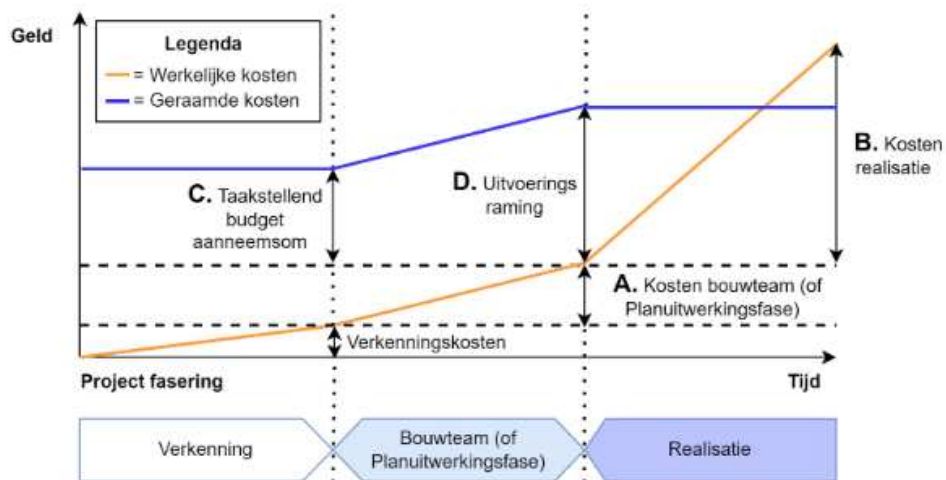 Geld
Legenda
= Werkelijke kosten
= Geraamde kosten
C. Taakstellend
budget
aanneemsom
D. Uitvoerings
raming
B. Kosten
realisatie
A. Kosten bouwteam (of
Planuitwerkingsfase)
Verkenningskosten
Project fasering
Tijd
Verkenning
Bouwteam (of
Planuitwerkingsfase)
Realisatie